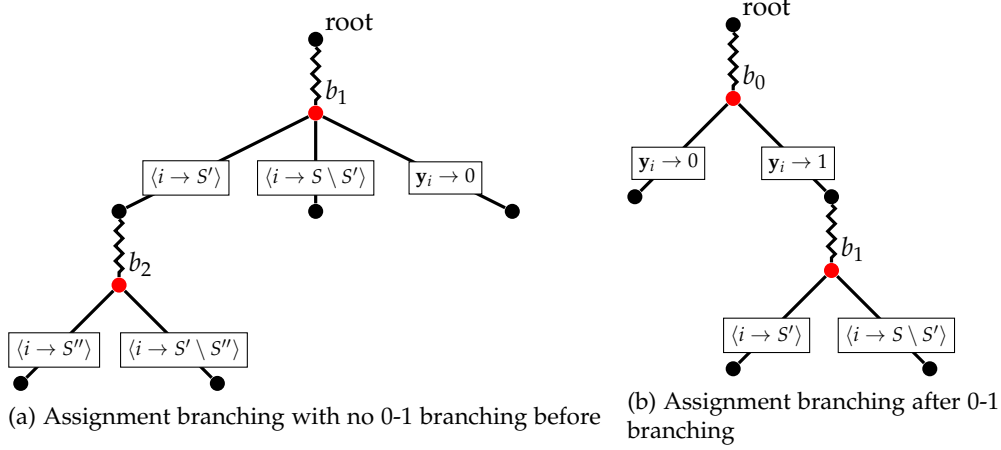 root
b₁
⟨i → S′⟩
⟨i → S \ S′⟩
𝐲ᵢ → 0
b₂
⟨i → S′′⟩
⟨i → S′ \ S′′⟩
(a) Assignment branching with no 0-1 branching before
root
b₀
𝐲ᵢ → 0
𝐲ᵢ → 1
b₁
⟨i → S′⟩
⟨i → S \ S′⟩
(b) Assignment branching after 0-1
branching